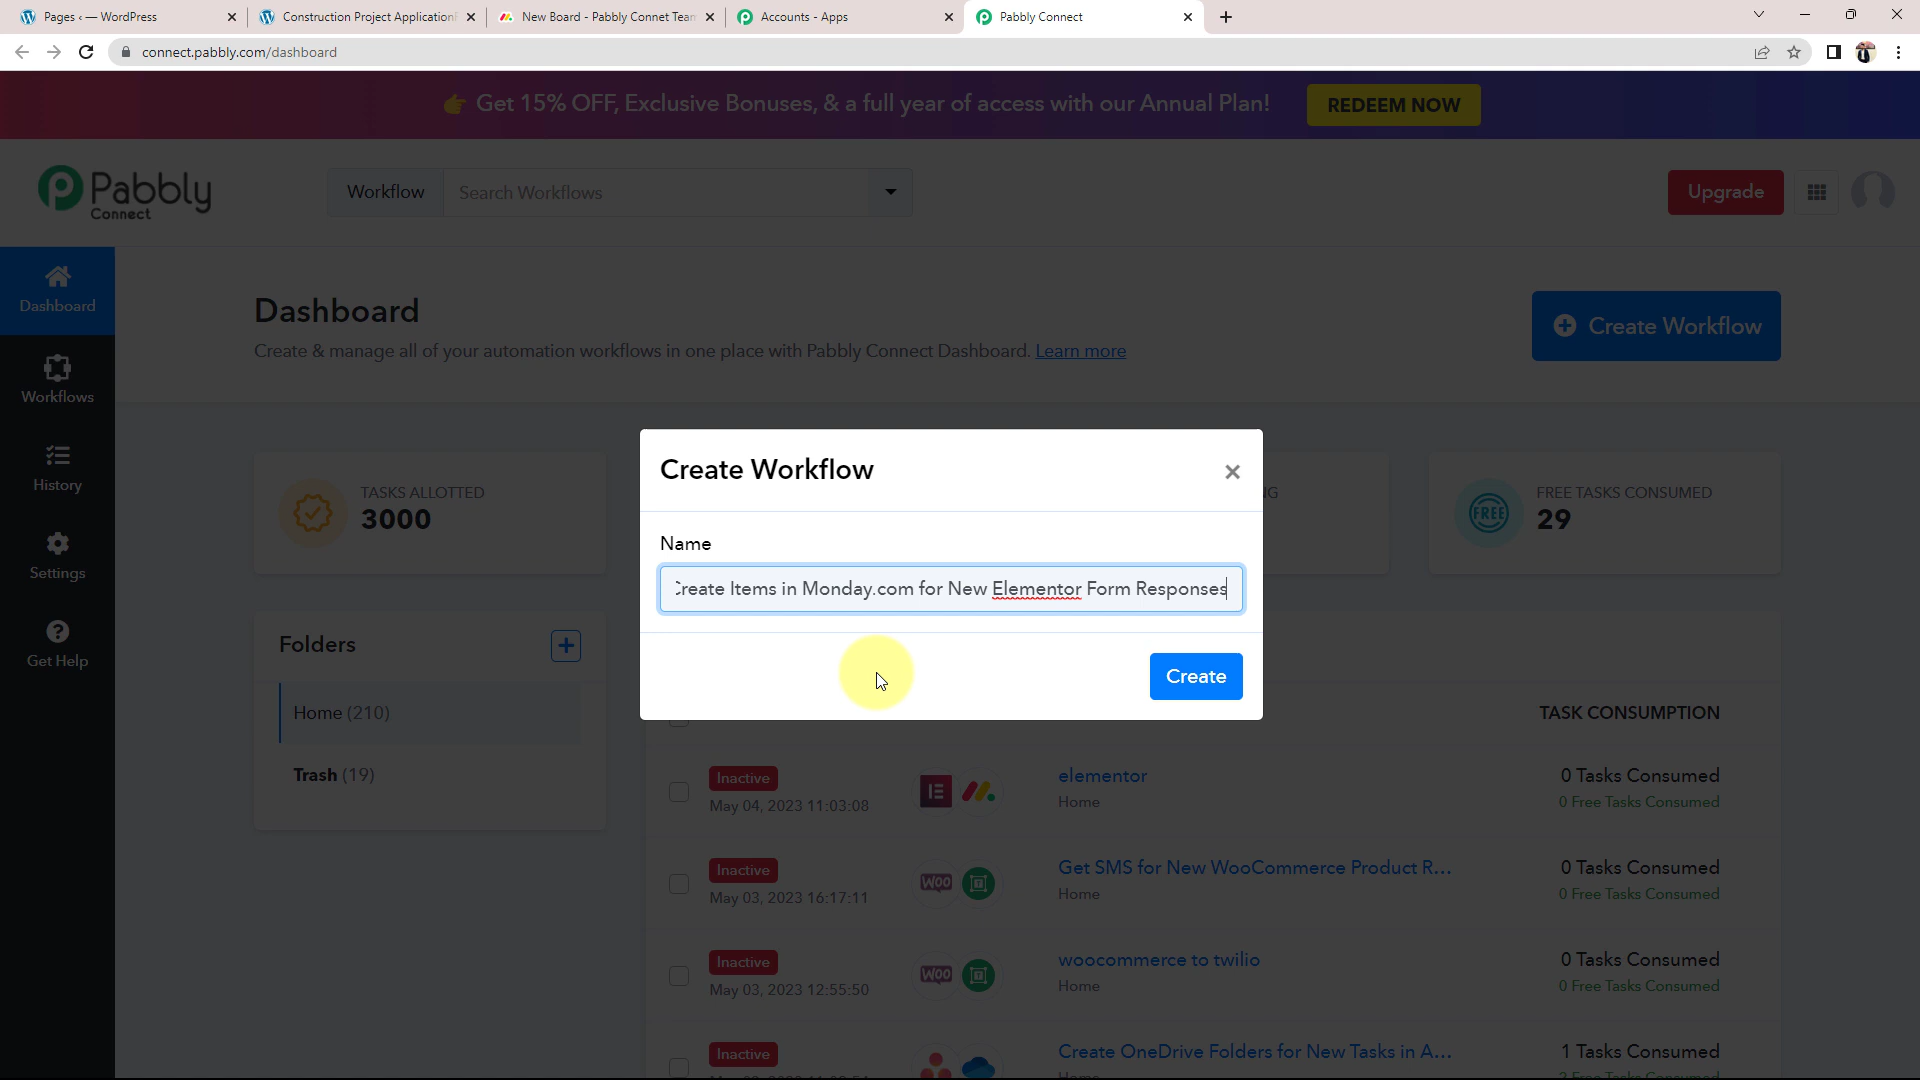 Pages ‹ — WordPress
Construction Project Application
New Board - Pabbly Connet Tean
Accounts - Apps
Pabbly Connect
connect.pabbly.com/dashboard
Get 15% OFF, Exclusive Bonuses, & a full year of access with our Annual Plan!
REDEEM NOW
Pabbly
Connect
Workflow
Search Workflows
Upgrade
Dashboard
Workflows
History
Settings
Get Help
Dashboard
Create & manage all of your automation workflows in one place with Pabbly Connect Dashboard. Learn more
Create Workflow
TASKS ALLOTTED
3000
FREE
FREE TASKS CONSUMED
29
Create Workflow
Name
Create Items in Monday.com for New Elementor Form Responses
Create
Folders
Home (210)
Trash (19)
TASK CONSUMPTION
Inactive
May 04, 2023 11:03:08
elementor
Home
0 Tasks Consumed
0 Free Tasks Consumed
Inactive
May 03, 2023 16:17:11
WOO
Get SMS for New WooCommerce Product R...
Home
0 Tasks Consumed
0 Free Tasks Consumed
Inactive
May 03, 2023 12:55:50
WOO
woocommerce to twilio
Home
0 Tasks Consumed
0 Free Tasks Consumed
Inactive
Create OneDrive Folders for New Tasks in A...
Home
1 Tasks Consumed